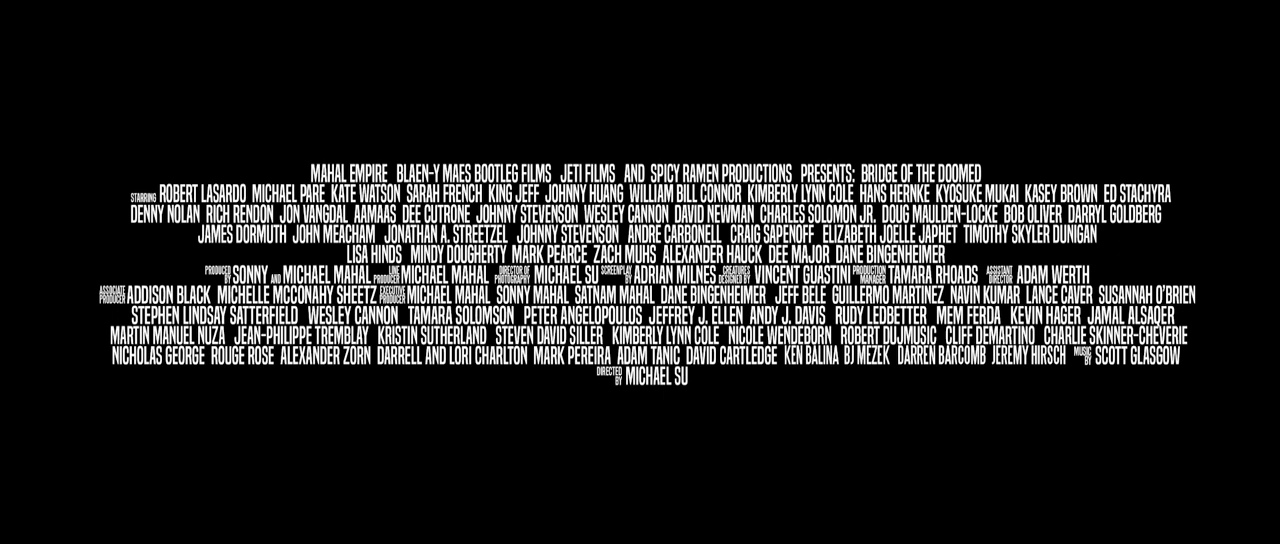 MAHAL EMPIRE BLAEN-Y MAES BOOTLEG FILMS JETI FILMS AND SPICY RAMEN PRODUCTIONS PRESENTS: BRIDGE OF THE DOOMED
STARRING ROBERT LASARDO MICHAEL PARE KATE WATSON SARAH FRENCH KING JEFF JOHNNY HUANG WILLIAM BILL CONNOR KIMBERLY LYNN COLE HANS HERNKE KYOSUKE MUKAI KASEY BROWN ED STACHYRA
DENNY NOLAN RICH RENDON JON VANGDAL AAMAAS DEE CUTRONE JOHNNY STEVENSON WESLEY CANNON DAVID NEWMAN CHARLES SOLOMON JR. DOUG MAULDEN-LOCKE BOB OLIVER DARRYL GOLDBERG
JAMES DORMUTH JOHN MEACHAM JONATHAN A. STREETZEL JOHNNY STEVENSON ANDRE CARBONELL CRAIG SAPENOFF ELIZABETH JOELLE JAPHET TIMOTHY SKYLER DUNIGAN
LISA HINDS MINDY DOUGHERTY MARK PEARCE ZACH MUHS ALEXANDER HAUCK DEE MAJOR DANE BINGENHEIMER
PRODUCED BY SONNY AND MICHAEL MAHAL LINE PRODUCER MICHAEL MAHAL DIRECTOR OF PHOTOGRAPHY MICHAEL SU SCREENPLAY BY ADRIAN MILNES CREATURES DESIGNED BY VINCENT GUASTINI PRODUCTION MANAGER TAMARA RHOADS ASSISTANT DIRECTOR ADAM WERTH
ASSOCIATE PRODUCER ADDISON BLACK MICHELLE MCCONAHY SHEETZ EXECUTIVE PRODUCER MICHAEL MAHAL SONNY MAHAL SATNAM MAHAL DANE BINGENHEIMER JEFF BELE GUILLERMO MARTINEZ NAVIN KUMAR LANCE CAVER SUSANNAH O'BRIEN
STEPHEN LINDSAY SATTERFIELD WESLEY CANNON TAMARA SOLOMSON PETER ANGELOPOULOS JEFFREY J. ELLEN ANDY J. DAVIS RUDY LEDBETTER MEM FERDA KEVIN HAGER JAMAL ALSAQER
MARTIN MANUEL NUZA JEAN-PHILIPPE TREMBLAY KRISTIN SUTHERLAND STEVEN DAVID SILLER KIMBERLY LYNN COLE NICOLE WENDEBORN ROBERT DUJMUSIC CLIFF DEMARTINO CHARLIE SKINNER-CHEVERIE
NICHOLAS GEORGE ROUGE ROSE ALEXANDER ZORN DARRELL AND LORI CHARLTON MARK PEREIRA ADAM TANIC DAVID CARTLEDGE KEN BALINA BJ MEZEK DARREN BARCOMB JEREMY HIRSCH MUSIC BY SCOTT GLASGOW
DIRECTED BY MICHAEL SU